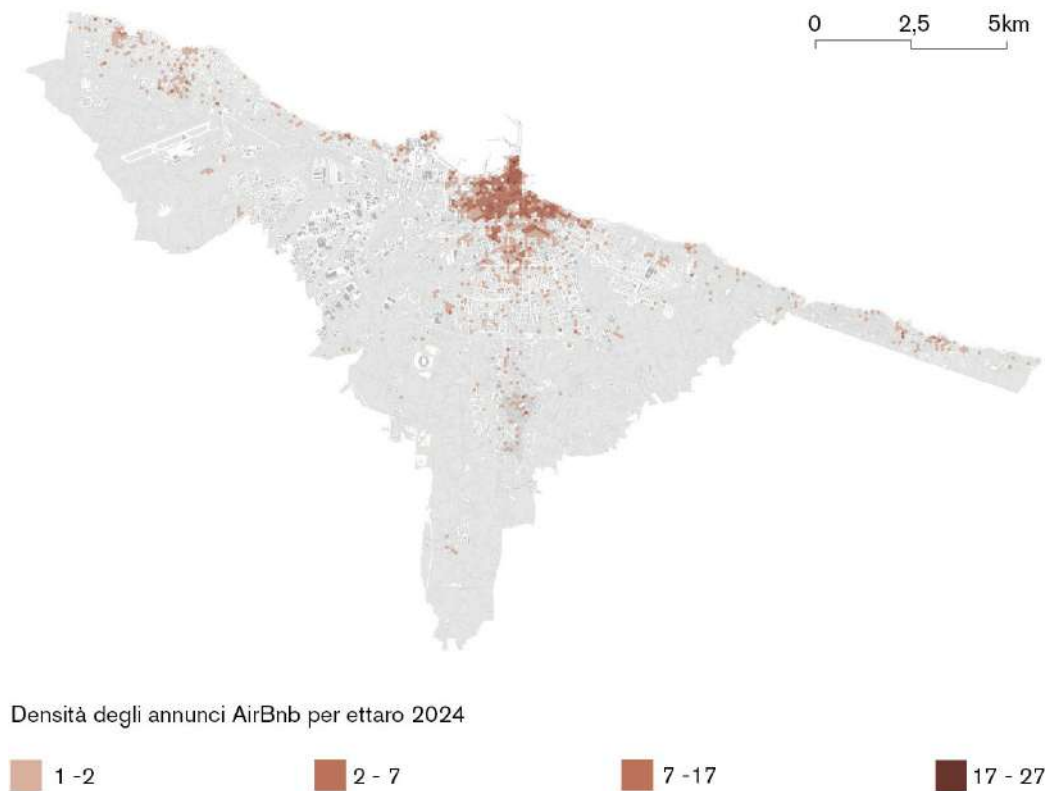 0 2,5 5km
Densità degli annunci AirBnb per ettaro 2024
1 -2 2 - 7 7 -17 17 - 27